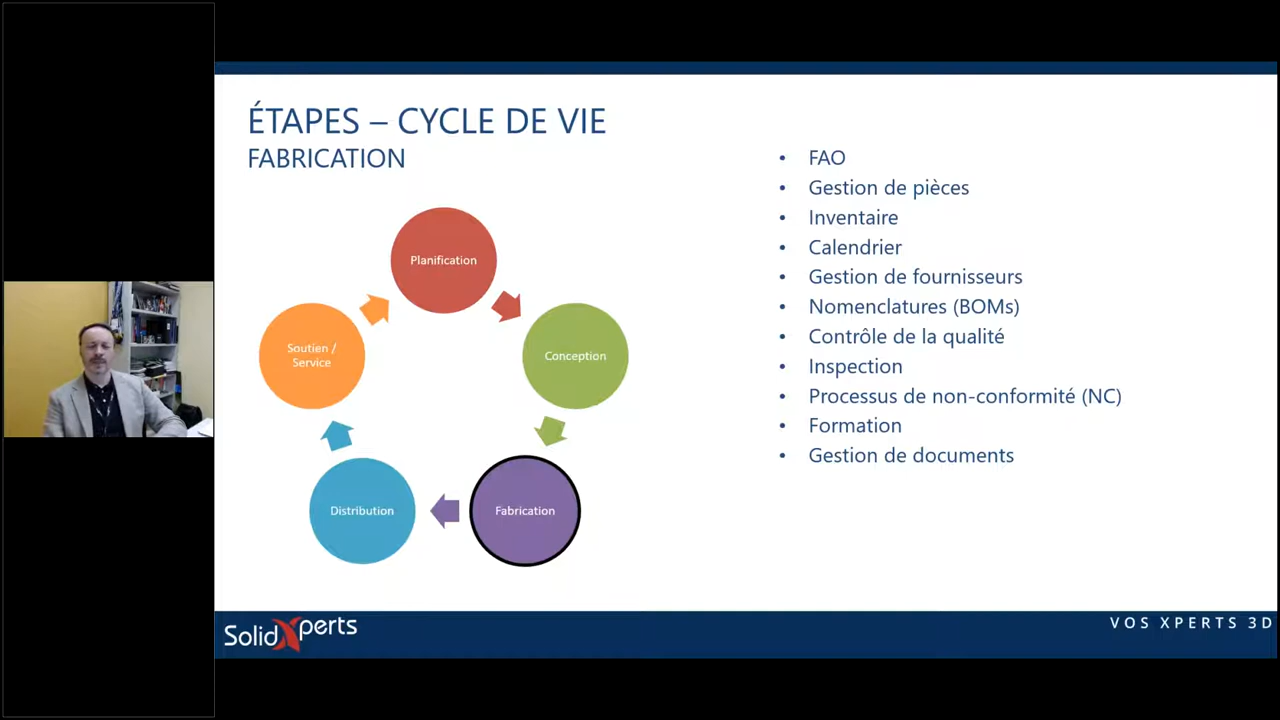 ÉTAPES – CYCLE DE VIE
FABRICATION
Planification
Conception
Fabrication
Distribution
Soutien /
Service
• FAO
• Gestion de pièces
• Inventaire
• Calendrier
• Gestion de fournisseurs
• Nomenclatures (BOMs)
• Contrôle de la qualité
• Inspection
• Processus de non-conformité (NC)
• Formation
• Gestion de documents
SolidXperts
VOS XPERTS 3D